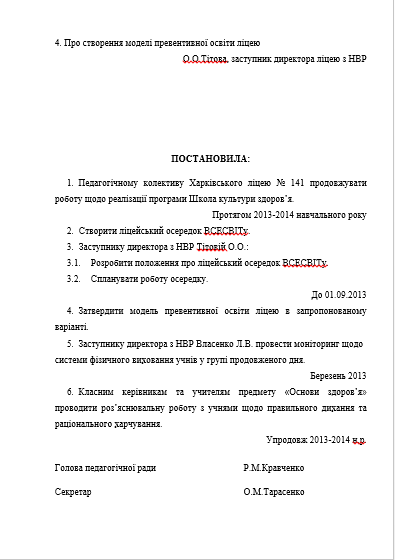 4. Про створення моделі превентивної освіти ліцею
О.О.Тітова, заступник директора ліцею з НВР
ПОСТАНОВИЛА:
1. Педагогічному колективу Харківського ліцею № 141 продовжувати
роботу щодо реалізації програми Школа культури здоров’я.
Протягом 2013-2014 навчального року
2. Створити ліцейський осередок ВСЕСВІТу.
3. Заступнику директора з НВР Тітовій О.О.:
3.1. Розробити положення про ліцейський осередок ВСЕСВІТу.
3.2. Спланувати роботу осередку.
До 01.09.2013
4. Затвердити модель превентивної освіти ліцею в запропонованому
варіанті.
5. Заступнику директора з НВР Власенко Л.В. провести моніторинг щодо
системи фізичного виховання учнів у групі продовженого дня.
Березень 2013
6. Класним керівникам та учителям предмету «Основи здоров’я»
проводити роз’яснювальну роботу з учнями щодо правильного дихання та
раціонального харчування.
Упродовж 2013-2014 н.р.
Голова педагогічної ради Р.М.Кравченко
Секретар О.М.Тарасенко